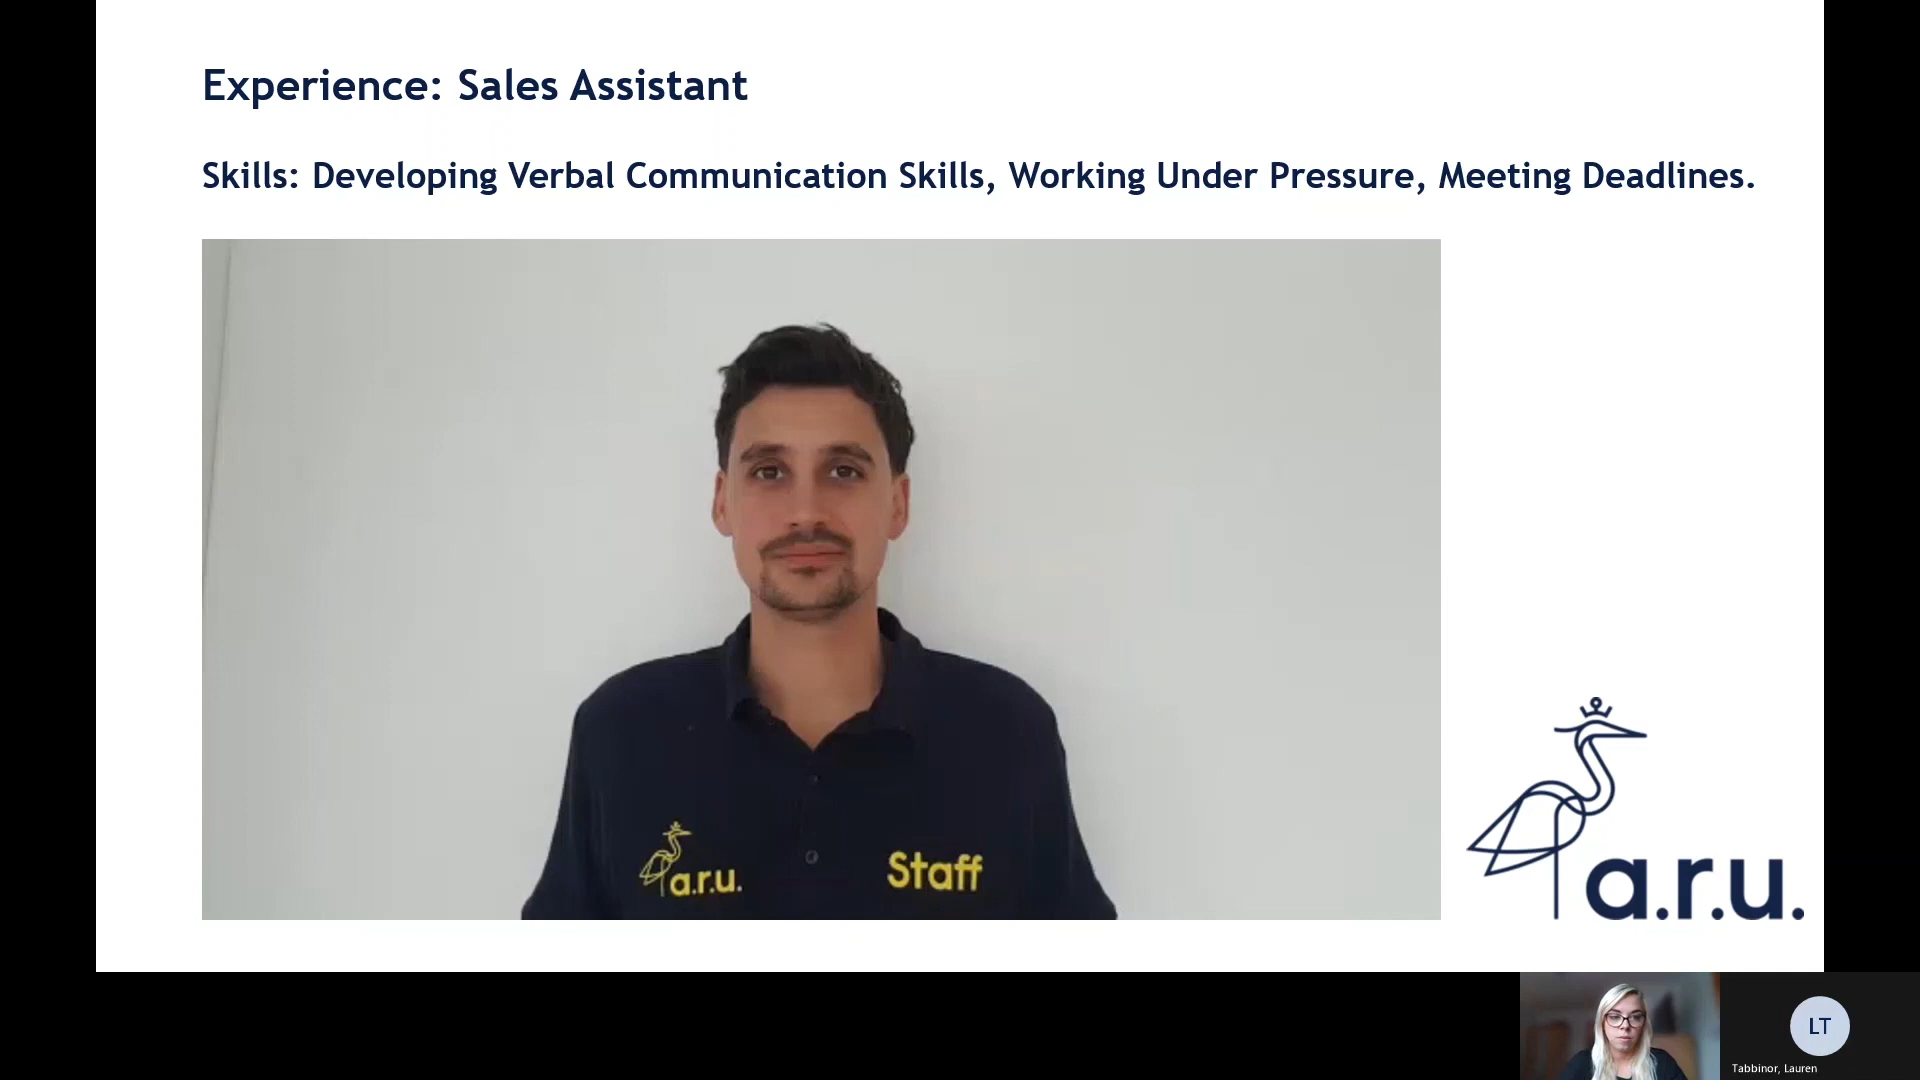 Experience: Sales Assistant
Skills: Developing Verbal Communication Skills, Working Under Pressure, Meeting Deadlines.
a.r.u.
Staff
a.r.u.
LT
Tabbinor, Lauren